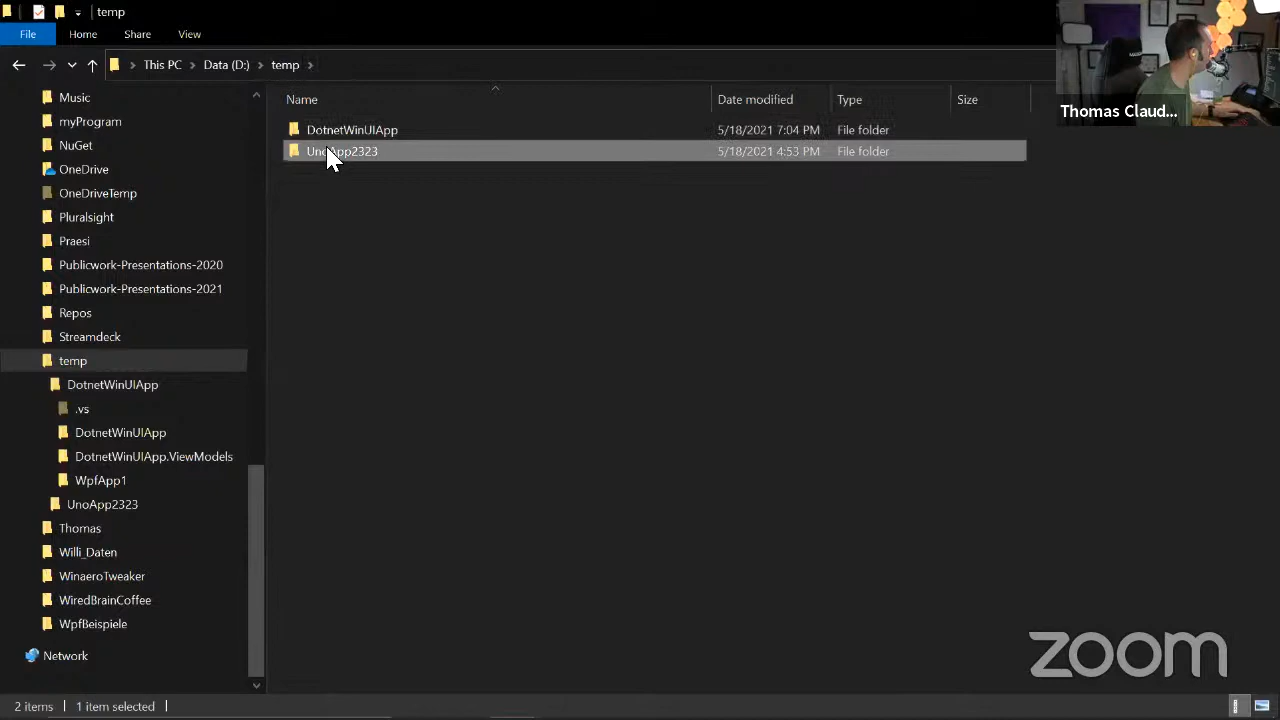 temp
File Home Share View
This PC Data (D:) temp
Thomas Claud...
Name Date modified Type Size
DotnetWinUIApp 5/18/2021 7:04 PM File folder
UnoApp2323 5/18/2021 4:53 PM File folder
Music
myProgram
NuGet
OneDrive
OneDriveTemp
Pluralsight
Praesi
Publicwork-Presentations-2020
Publicwork-Presentations-2021
Repos
Streamdeck
temp
DotnetWinUIApp
.vs
DotnetWinUIApp
DotnetWinUIApp.ViewModels
WpfApp1
UnoApp2323
Thomas
Willi_Daten
WinaeroTweaker
WiredBrainCoffee
WpfBeispiele
Network
zoom
2 items 1 item selected